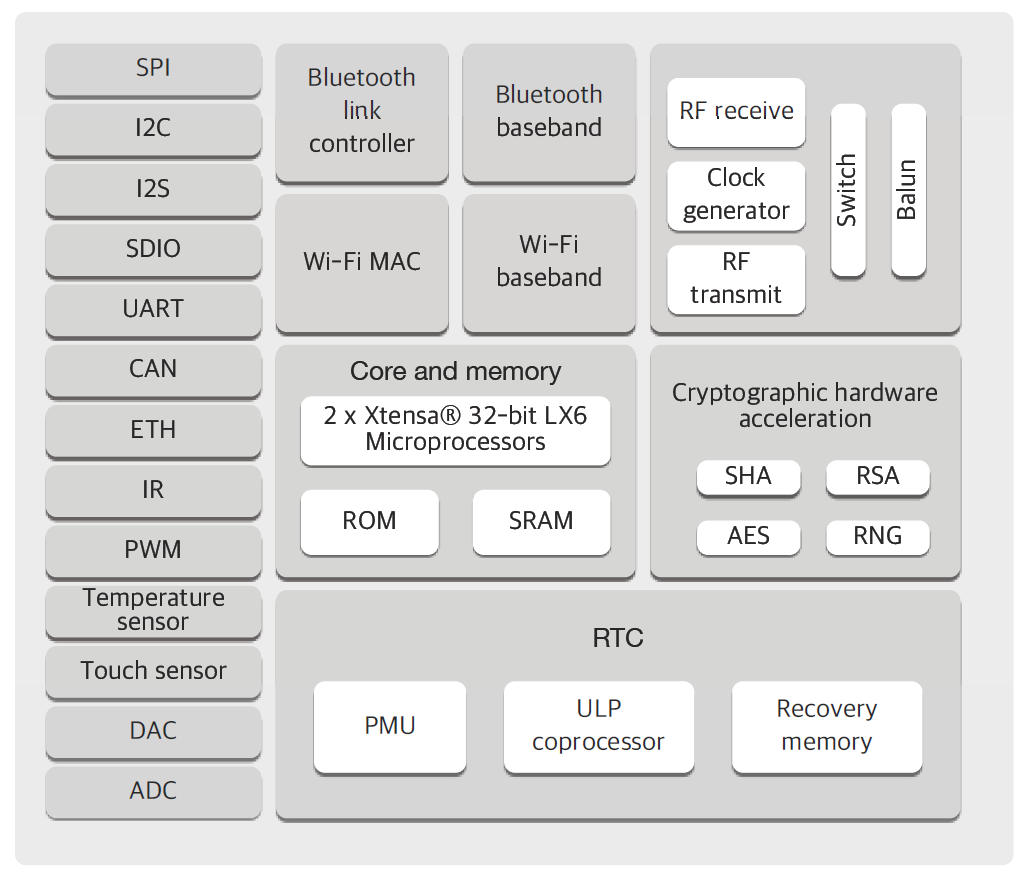 SPI
I2C
I2S
SDIO
UART
CAN
ETH
IR
PWM
Temperature
sensor
Touch sensor
DAC
ADC
Bluetooth
link
controller
Bluetooth
baseband
Wi-Fi MAC
Wi-Fi
baseband
RF receive
Clock
generator
RF
transmit
Switch
Balun
Core and memory
2 x Xtensa® 32-bit LX6
Microprocessors
ROM
SRAM
Cryptographic hardware
acceleration
SHA
RSA
AES
RNG
RTC
PMU
ULP
coprocessor
Recovery
memory